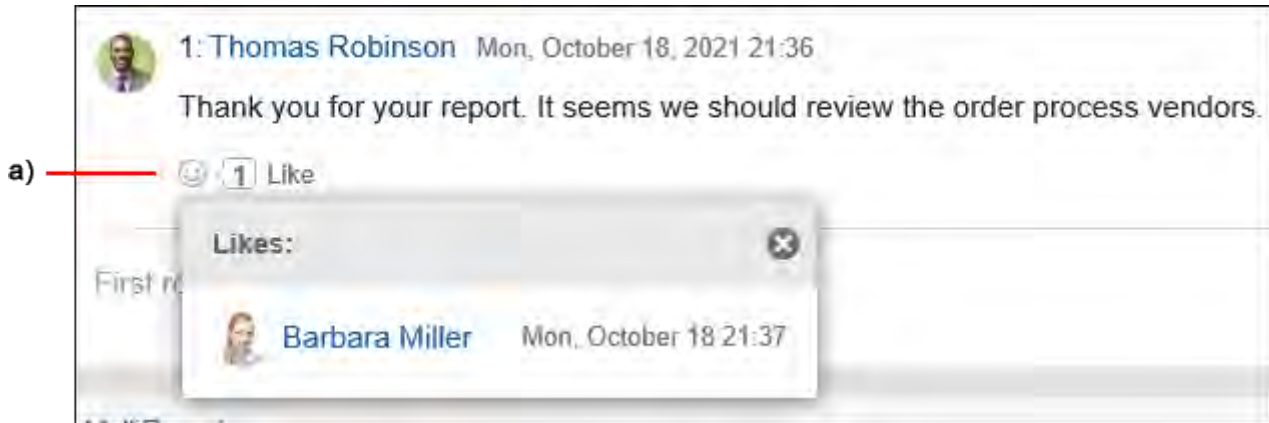 1: Thomas Robinson Mon, October 18, 2021 21:36
Thank you for your report. It seems we should review the order process vendors.
a)
1 Like
Likes:
First
Barbara Miller Mon, October 18 21:37